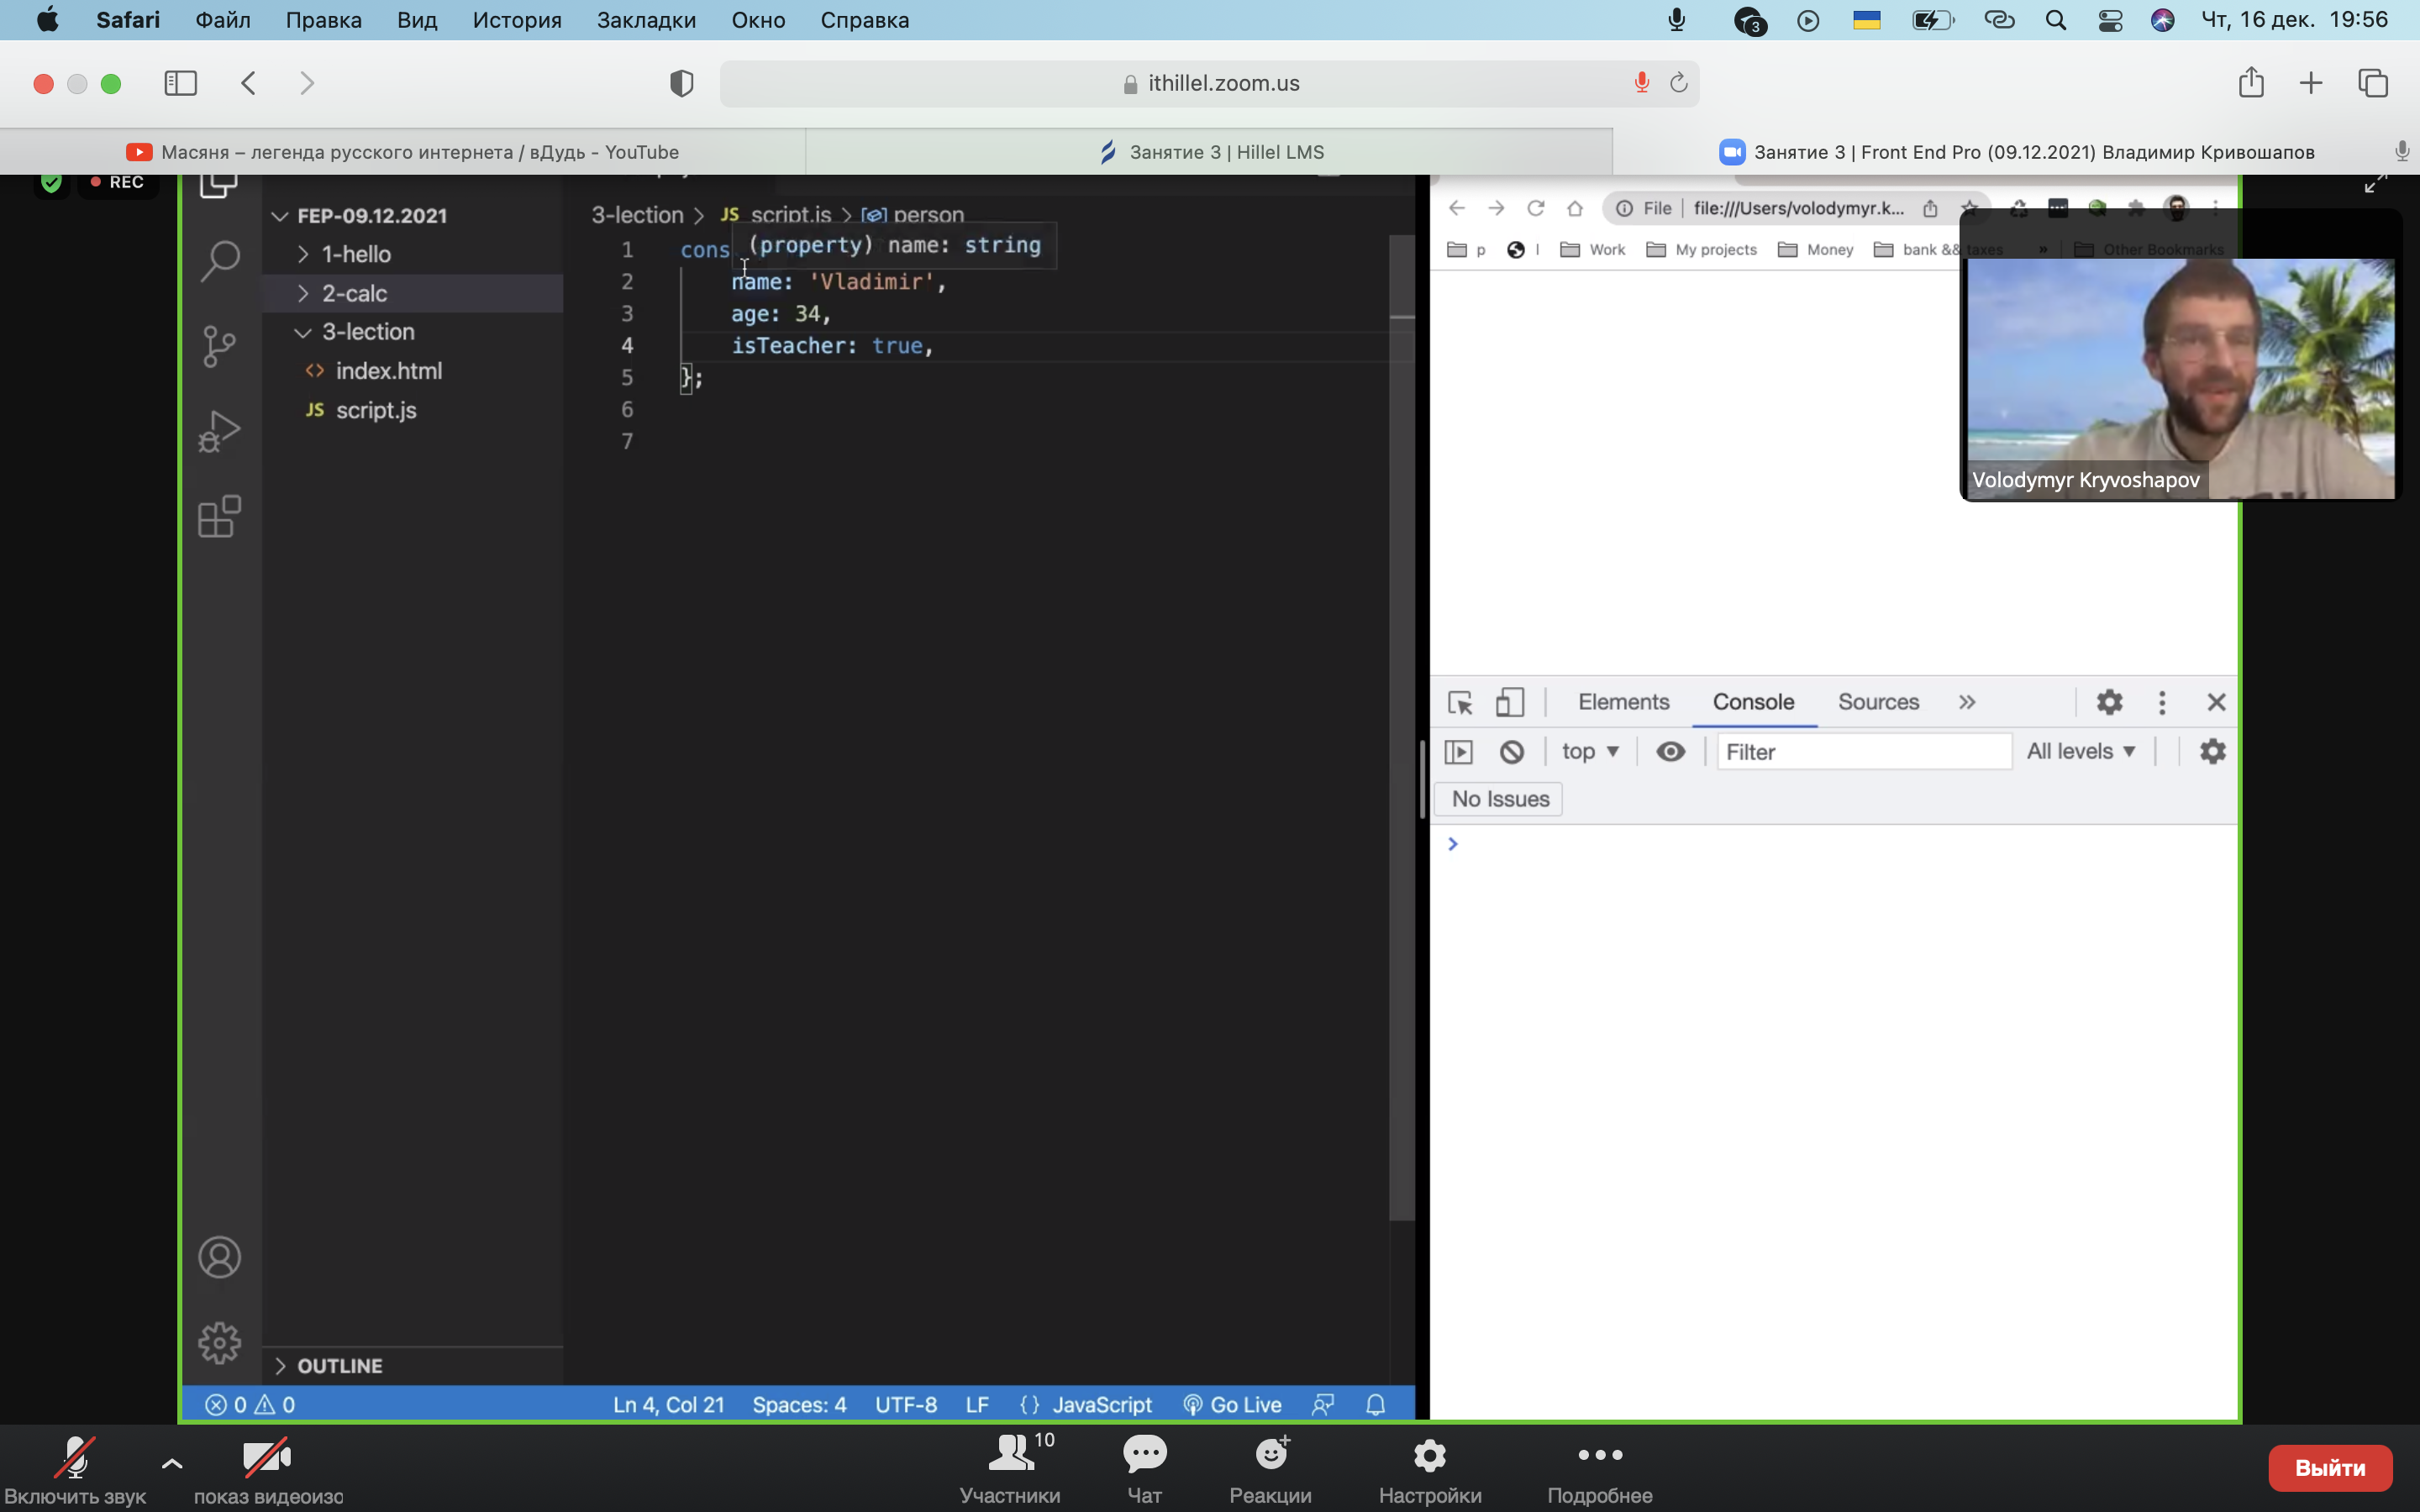 Safari Файл Правка Вид История Закладки Окно Справка 3 Чт, 16 дек. 19:56
ithillel.zoom.us
Масяня – легенда русского интернета / вДудь - YouTube Занятие 3 | Hillel LMS Занятие 3 | Front End Pro (09.12.2021) Владимир Кривошапов
REC
File file:///Users/volodymyr.k...
p l Work My projects Money bank && taxes » Other Bookmarks
Volodymyr Kryvoshapov
FEP-09.12.2021
1-hello
2-calc
3-lection
index.html
JS script.js
3-lection > JS script.js > person
(property) name: string
1 cons
2 name: 'Vladimir',
3 age: 34,
4 isTeacher: true,
5 };
6
7
Elements Console Sources »
top Filter All levels
No Issues
OUTLINE
0 0 Ln 4, Col 21 Spaces: 4 UTF-8 LF {} JavaScript Go Live
Включить звук показ видеоизо Участники 10 Чат Реакции Настройки Подробнее Выйти